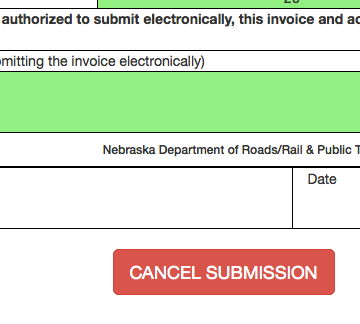 authorized to submit electronically, this invoice and
mitting the invoice electronically)
Nebraska Department of Roads/Rail & Public
Date
CANCEL SUBMISSION